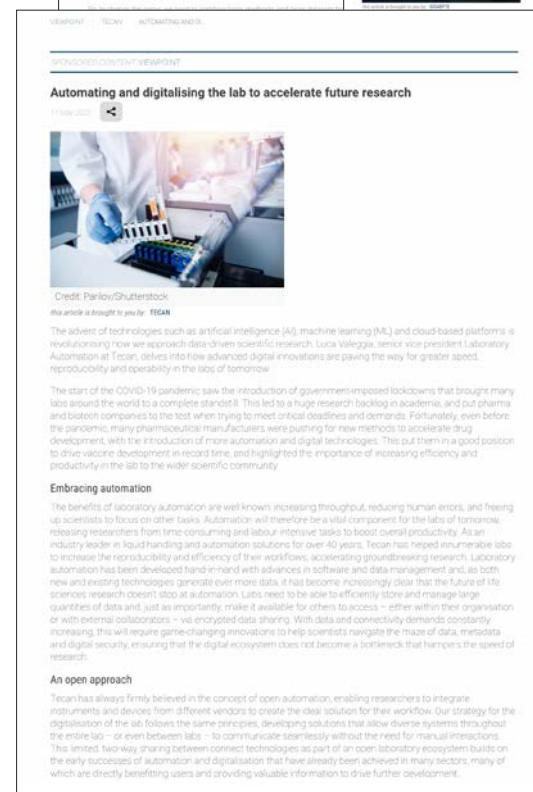 this article is brought to you by GIGABYTE
VIEWPOINT TECAN AUTOMATING AND DI...
SPONSORED CONTENT VIEWPOINT
Automating and digitalising the lab to accelerate future research
11 May 2022
Credit: Parilov/Shutterstock
this article is brought to you by TECAN
The advent of technologies such as artificial intelligence (AI), machine learning (ML) and cloud-based platforms is
revolutionising how we approach data-driven scientific research. Luca Valeggia, senior vice president Laboratory
Automation at Tecan, delves into how advanced digital innovations are paving the way for greater speed,
reproducibility and operability in the labs of tomorrow
The start of the COVID-19 pandemic saw the introduction of government-imposed lockdowns that brought many
labs around the world to a complete standstill. This led to a huge research backlog in academia, and put pharma
and biotech companies to the test when trying to meet critical deadlines and demands. Fortunately, even before
the pandemic, many pharmaceutical manufacturers were pushing for new methods to accelerate drug
development, with the introduction of more automation and digital technologies. This put them in a good position
to drive vaccine development in record time, and highlighted the importance of increasing efficiency and
productivity in the lab to the wider scientific community
Embracing automation
The benefits of laboratory automation are well known: increasing throughput, reducing human errors, and freeing
up scientists to focus on other tasks. Automation will therefore be a vital component for the labs of tomorrow,
releasing researchers from time-consuming and labour-intensive tasks to boost overall productivity. As an
industry leader in liquid handling and automation solutions for over 40 years, Tecan has helped innumerable labs
to increase the reproducibility and efficiency of their workflows, accelerating groundbreaking research. Laboratory
automation has been developed hand-in-hand with advances in software and data management and, as both
new and existing technologies generate ever more data, it has become increasingly clear that the future of life
sciences research doesn't stop at automation. Labs need to be able to efficiently store and manage large
quantities of data and, just as importantly, make it available for others to access – either within their organisation
or with external collaborators – via encrypted data sharing. With data and connectivity demands constantly
increasing, this will require game-changing innovations to help scientists navigate the maze of data, metadata
and digital security, ensuring that the digital ecosystem does not become a bottleneck that hampers the speed of
research.
An open approach
Tecan has always firmly believed in the concept of open automation, enabling researchers to integrate
instruments and devices from different vendors to create the ideal solution for their workflow. Our strategy for the
digitalisation of the lab follows the same principles, developing solutions that allow diverse systems throughout
the entire lab – or even between labs – to communicate seamlessly without the need for manual interactions.
This limited, two-way sharing between connect technologies as part of an open laboratory ecosystem builds on
the early successes of automation and digitalisation that have already been achieved in many sectors, many of
which are directly benefitting users and providing valuable information to drive further development.